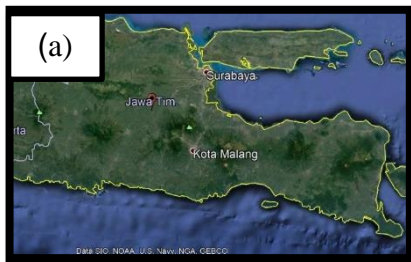 (a)
Surabaya
Jawa Tim
rta
Kota Malang
Data SIO, NOAA, U.S. Navy, NGA, GEBCO